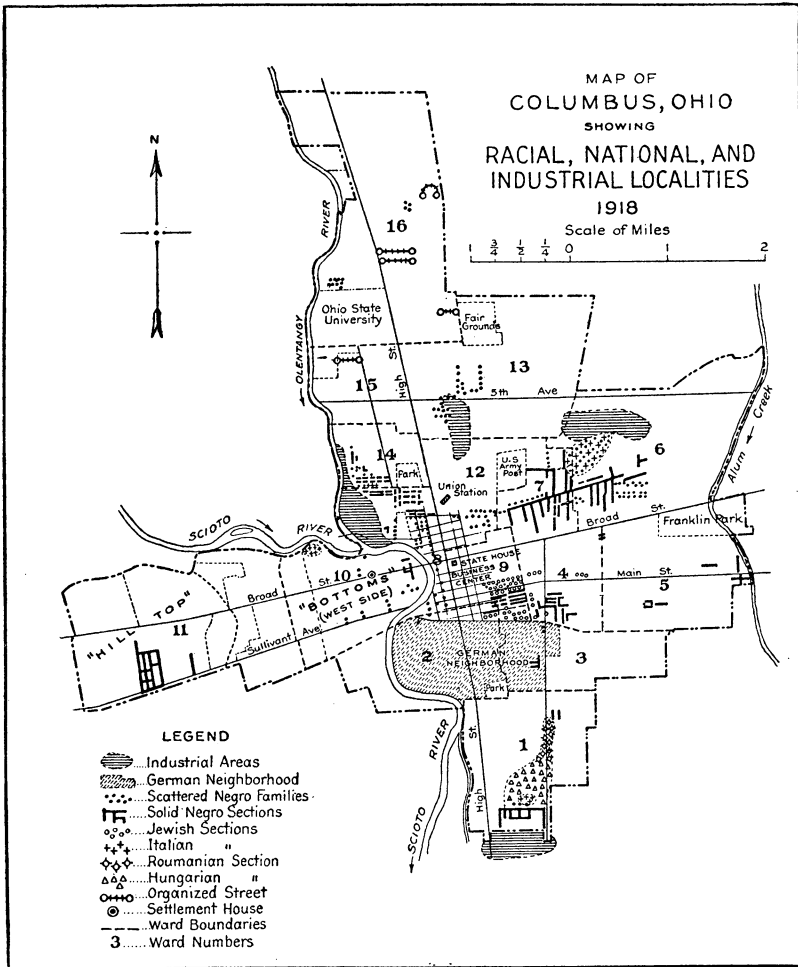 MAP OF
COLUMBUS, OHIO
SHOWING
RACIAL, NATIONAL, AND
INDUSTRIAL LOCALITIES
1918
Scale of Miles
1 3/4 1/2 1/4 0 1 2
N
16
RIVER
OLENTANGY
Ohio State
University
Fair
Grounds
High St.
13
15
5th Ave
Alum Creek
14
Park
12
U.S
Army
Post
7
6
Union
Station
SCIOTO RIVER
Broad St.
Franklin Park
8
STATE HOUSE
BUSINESS
CENTER
9
4
Main St.
5
10
Broad St.
"BOTTOMS"
(WEST SIDE)
"HILL TOP"
11
Sullivant Ave
2
GERMAN
NEIGHBORHOOD
3
Park
1
High St.
SCIOTO RIVER
LEGEND
Industrial Areas
German Neighborhood
Scattered Negro Families
Solid Negro Sections
Jewish Sections
Italian "
Roumanian Section
Hungarian "
Organized Street
Settlement House
Ward Boundaries
3......Ward Numbers